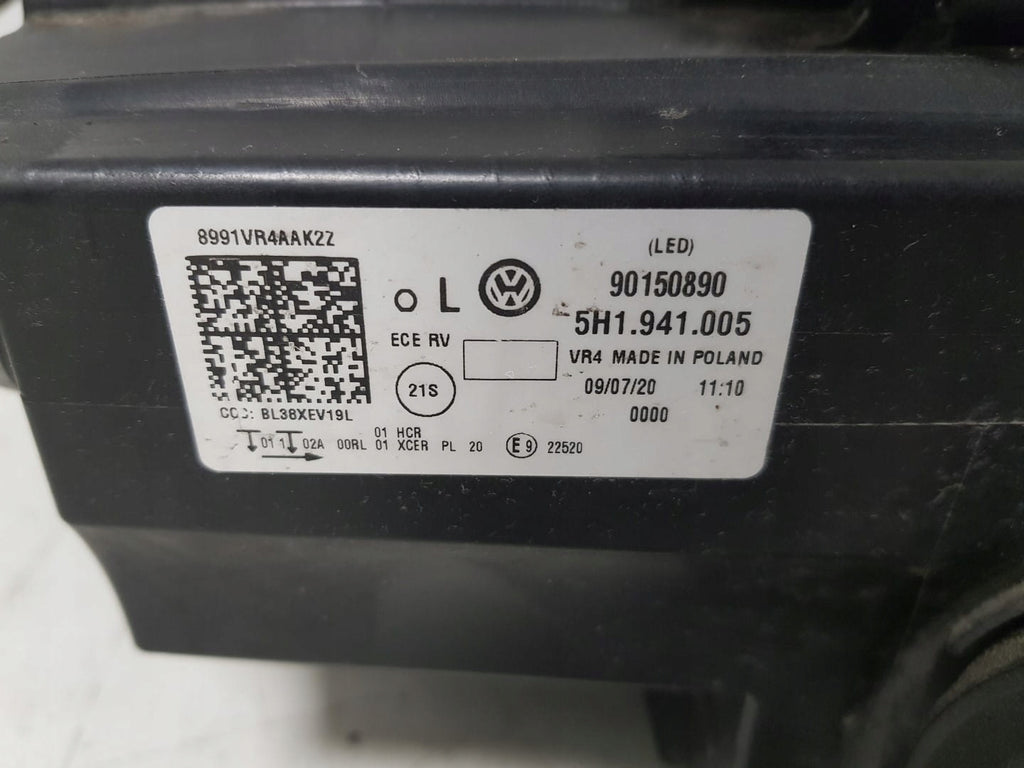 8991VR4AAK2Z
L
ECE RV
21S
BL38XEV19L
01 1 02A 00RL 01 HCR 01 XCER PL 20 E9 22520
(LED)
90150890
5H1.941.005
VR4 MADE IN POLAND
09/07/20 11:10
0000